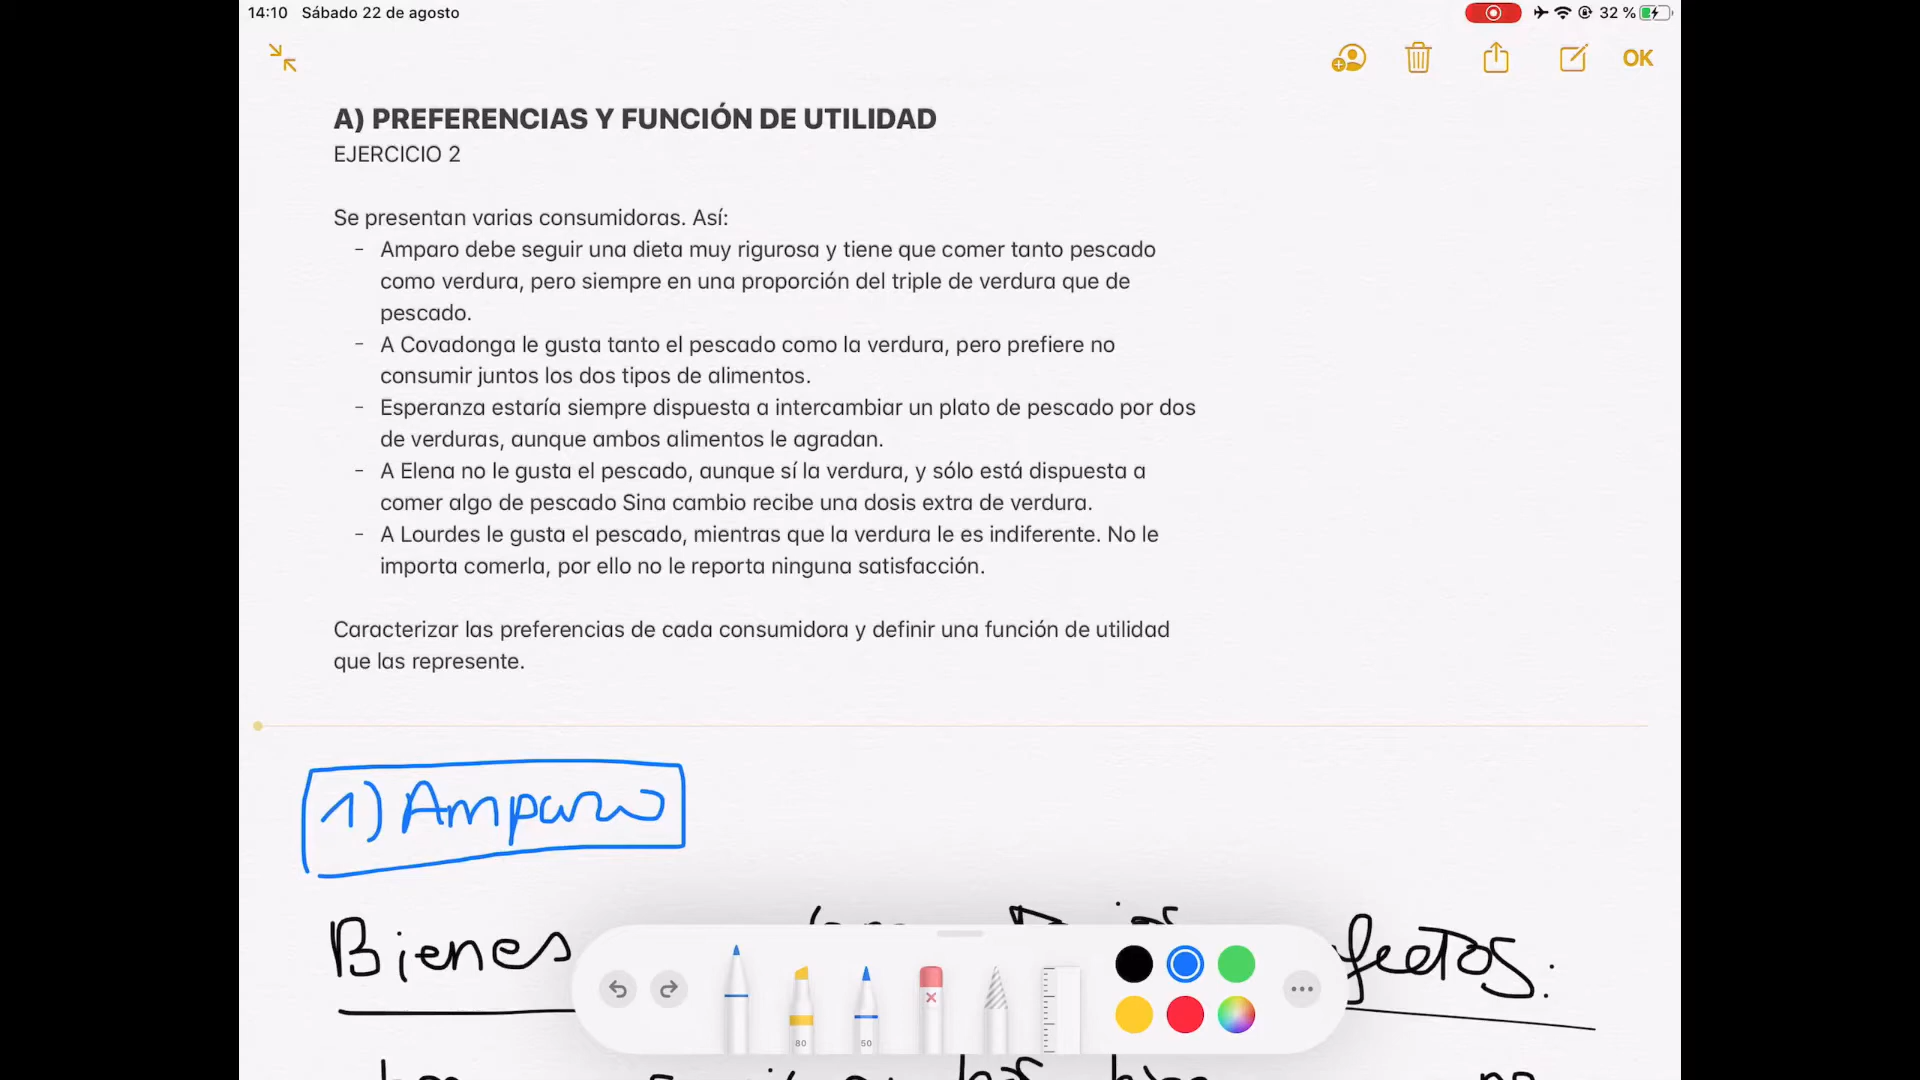 14:10 Sábado 22 de agosto
32 %
OK
A) PREFERENCIAS Y FUNCIÓN DE UTILIDAD
EJERCICIO 2
Se presentan varias consumidoras. Así:
- Amparo debe seguir una dieta muy rigurosa y tiene que comer tanto pescado
como verdura, pero siempre en una proporción del triple de verdura que de
pescado.
- A Covadonga le gusta tanto el pescado como la verdura, pero prefiere no
consumir juntos los dos tipos de alimentos.
- Esperanza estaría siempre dispuesta a intercambiar un plato de pescado por dos
de verduras, aunque ambos alimentos le agradan.
- A Elena no le gusta el pescado, aunque sí la verdura, y sólo está dispuesta a
comer algo de pescado Sina cambio recibe una dosis extra de verdura.
- A Lourdes le gusta el pescado, mientras que la verdura le es indiferente. No le
importa comerla, por ello no le reporta ninguna satisfacción.
Caracterizar las preferencias de cada consumidora y definir una función de utilidad
que las represente.
1) Amparo
Bienes fectos:
80
50